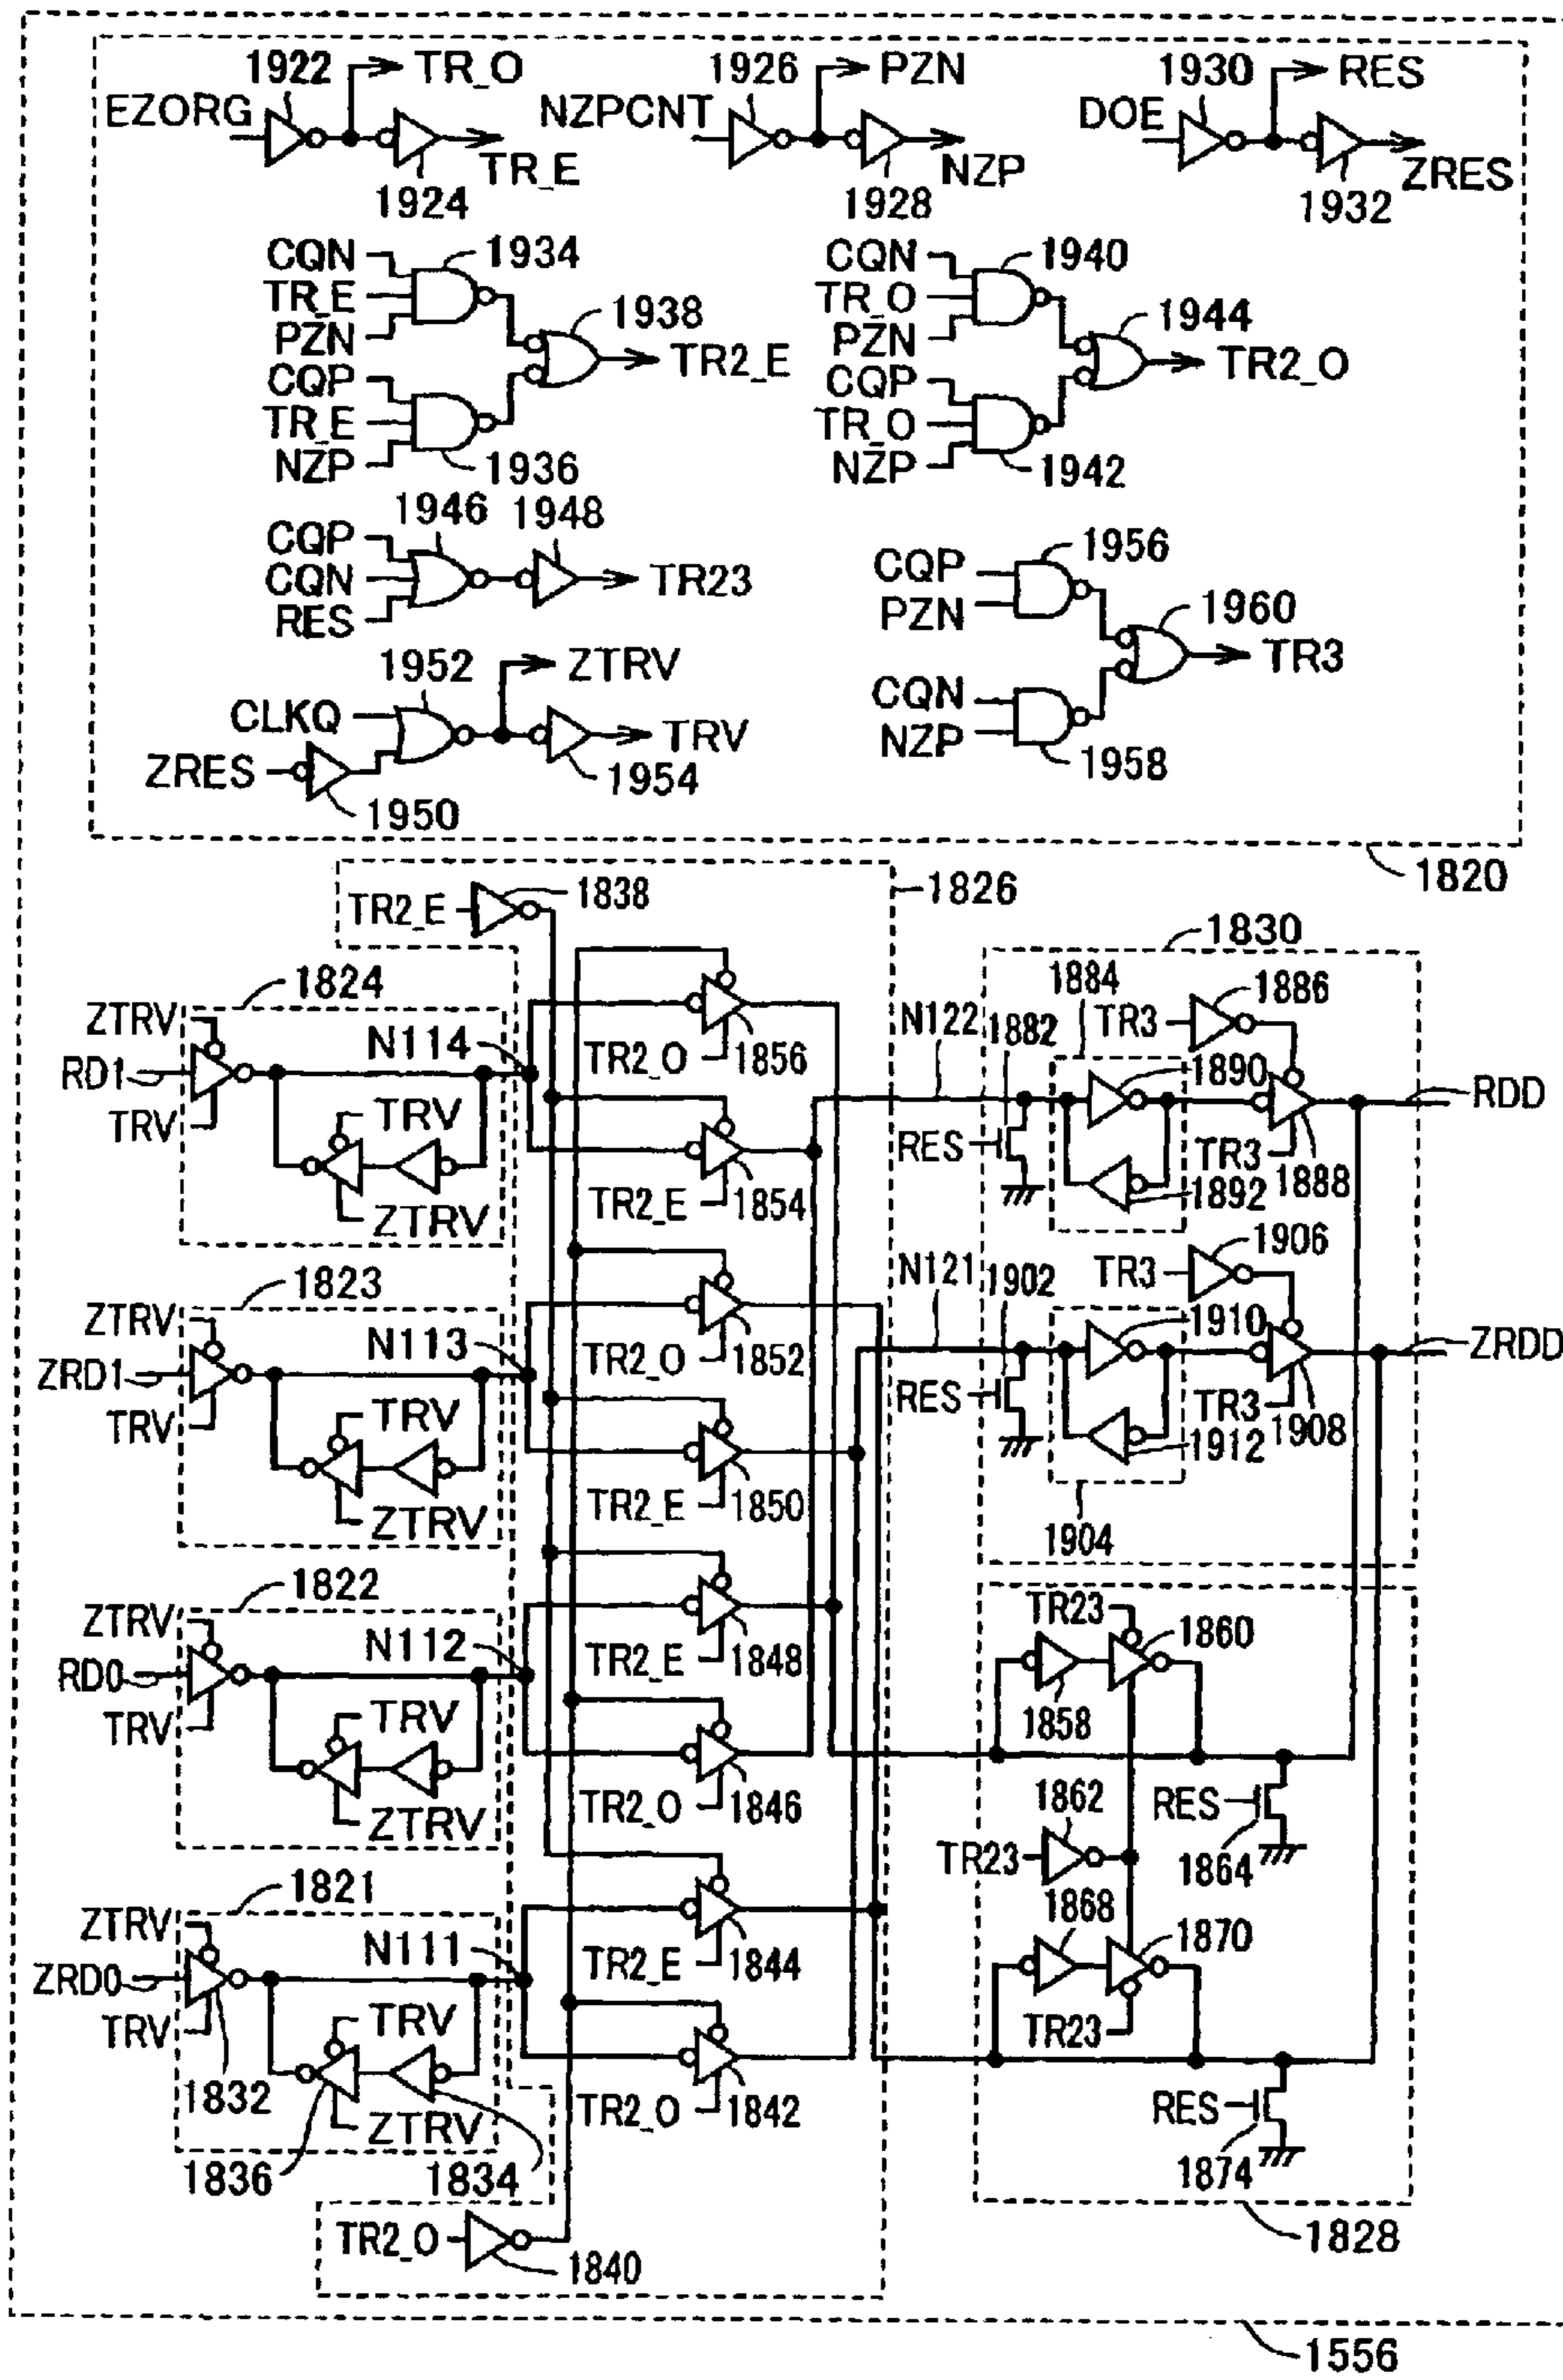 1922 TR_O 1926 PZN 1930 RES
EZORG NZPCNT DOE
TR_E NZP ZRES
1924 1928 1932
CQN 1934 CQN 1940
TR_E TR_O
PZN 1938 PZN 1944
CQP TR2_E CQP TR2_O
TR_E TR_O
NZP 1936 NZP 1942
1946 1948
CQP 1956
CQN TR23 CQP
RES PZN 1960
1952 ZTRV TR3
CLKQ TRV CQN
ZRES 1954 NZP 1958
1950
1820
TR2_E 1838 1826
1830
1824 1884 1886
ZTRV N114 N122 1882 TR3
RD1 TR2_O 1856 1890 RDD
TRV TRV RES TR3
ZTRV TR2_E 1854 1892 1888
1823 1906
ZTRV N113 N121 1902 TR3
ZRD1 TR2_O 1852 1910 ZRDD
TRV TRV RES TR3
ZTRV TR2_E 1850 1912 1908
1904
1822
ZTRV N112 TR23 1860
RD0 TR2_E 1848 1858
TRV TRV
ZTRV TR2_O 1846 1862 RES
TR23 1864
1821 1868 1870
ZTRV N111
ZRD0 TR2_E 1844
TRV TRV TR23
1832 ZTRV TR2_O 1842 RES
1836 1834 1874
TR2_O 1840 1828
1556